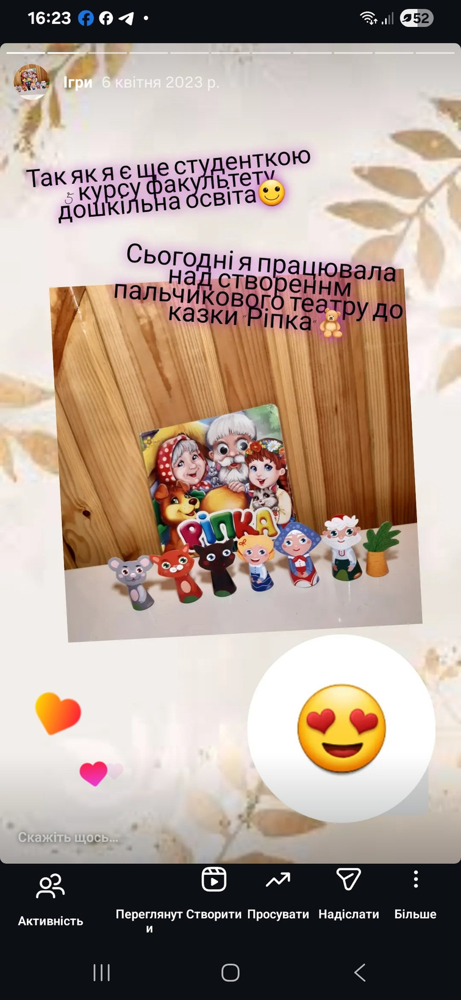 16:23
52
Ігри 6 квітня 2023 р.
Так як я є ще студенткою
5 курсу факультету
дошкільна освіта
Сьогодні я працювала
над створеннм
пальчикового театру до
казки "Ріпка"
Ріпка
Скажіть щось...
Активність
Переглянут
и
Створити
Просувати
Надіслати
Більше